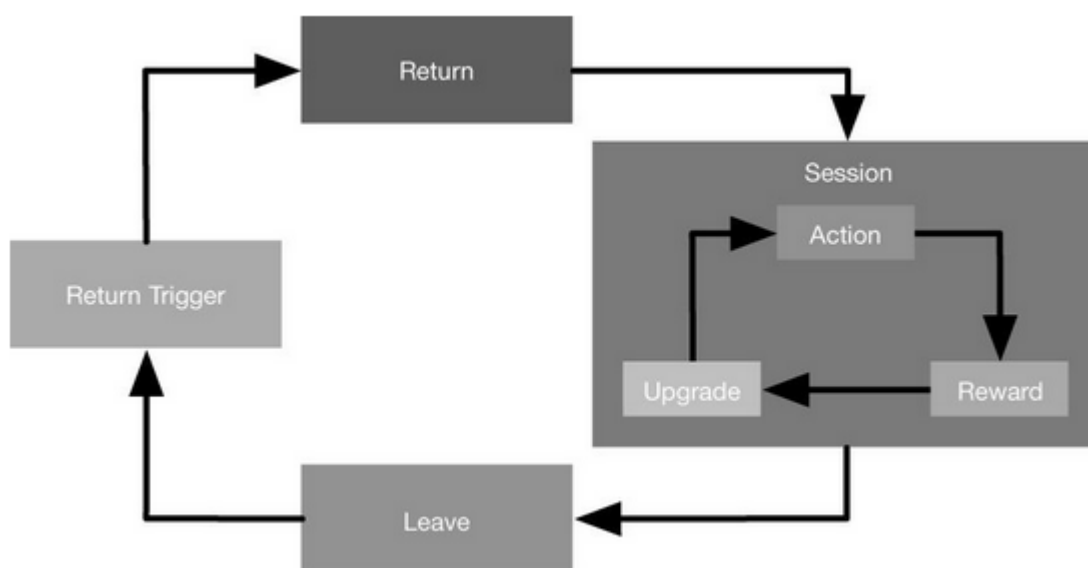 Return
Session
Action
Return Trigger
Upgrade
Reward
Leave